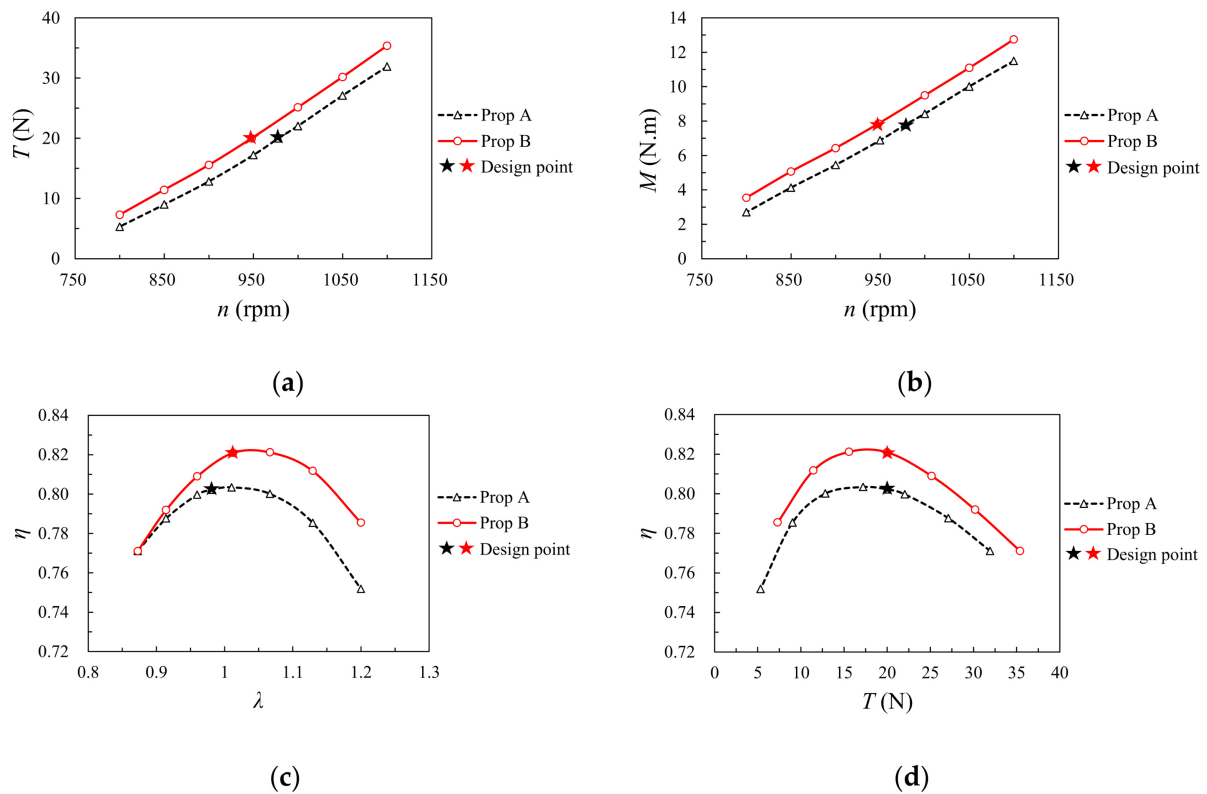 40
30
20
10
0
T (N)
750
850
950
1050
1150
n (rpm)
Prop A
Prop B
Design point
(a)
14
12
10
8
6
4
2
0
M (N.m)
750
850
950
1050
1150
n (rpm)
Prop A
Prop B
Design point
(b)
0.84
0.82
0.80
0.78
0.76
0.74
0.72
η
0.8
0.9
1
1.1
1.2
1.3
λ
Prop A
Prop B
Design point
(c)
0.84
0.82
0.80
0.78
0.76
0.74
0.72
η
0
5
10
15
20
25
30
35
40
T (N)
Prop A
Prop B
Design point
(d)